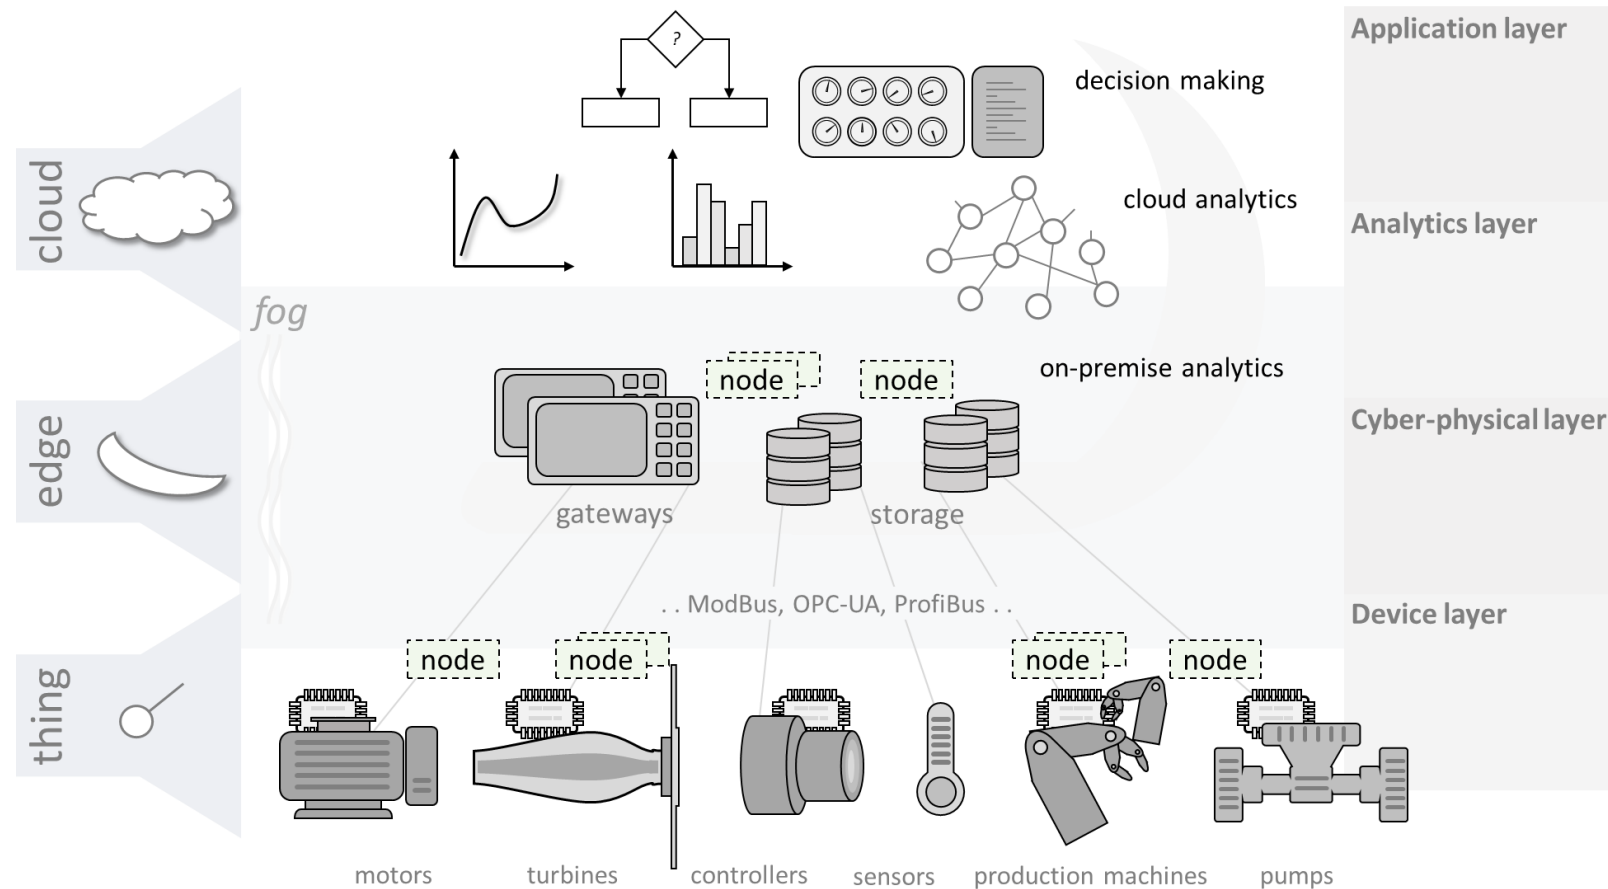 Application layer
?
decision making
cloud
cloud analytics
Analytics layer
fog
on-premise analytics
node
node
edge
Cyber-physical layer
gateways
storage
. . ModBus, OPC-UA, ProfiBus . .
Device layer
node
node
node
node
thing
motors
turbines
controllers
sensors
production machines
pumps